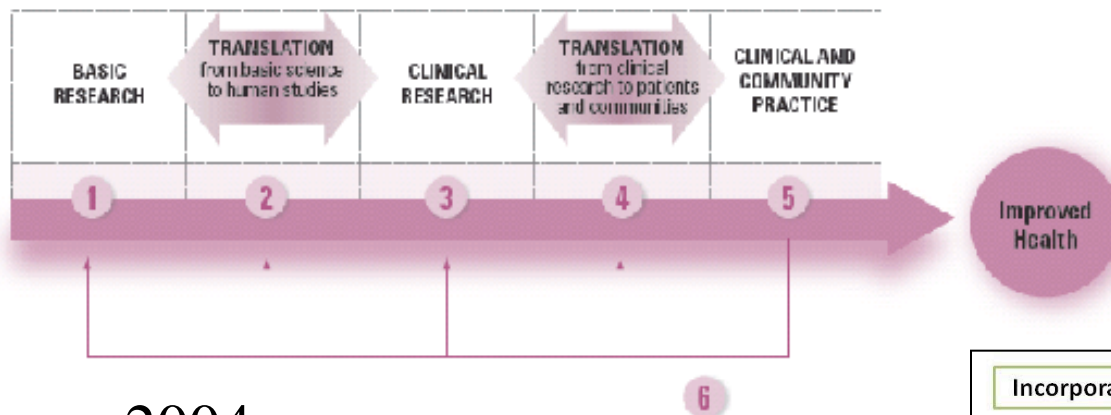 BASIC
RESEARCH
TRANSLATION
from basic science
to human studies
CLINICAL
RESEARCH
TRANSLATION
from clinical
research to patients
and communities
CLINICAL AND
COMMUNITY
PRACTICE
1
2
3
4
5
Improved
Health
6